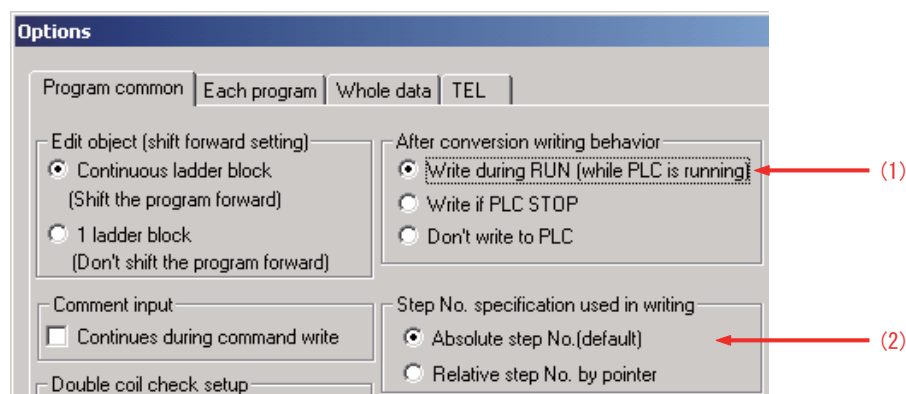 Options
Program common
Each program
Whole data
TEL
Edit object (shift forward setting)
Continuous ladder block
(Shift the program forward)
1 ladder block
(Don't shift the program forward)
After conversion writing behavior
Write during RUN (while PLC is running)
(1)
Write if PLC STOP
Don't write to PLC
Comment input
Continues during command write
Step No. specification used in writing
Absolute step No.(default)
(2)
Relative step No. by pointer
Double coil check setup